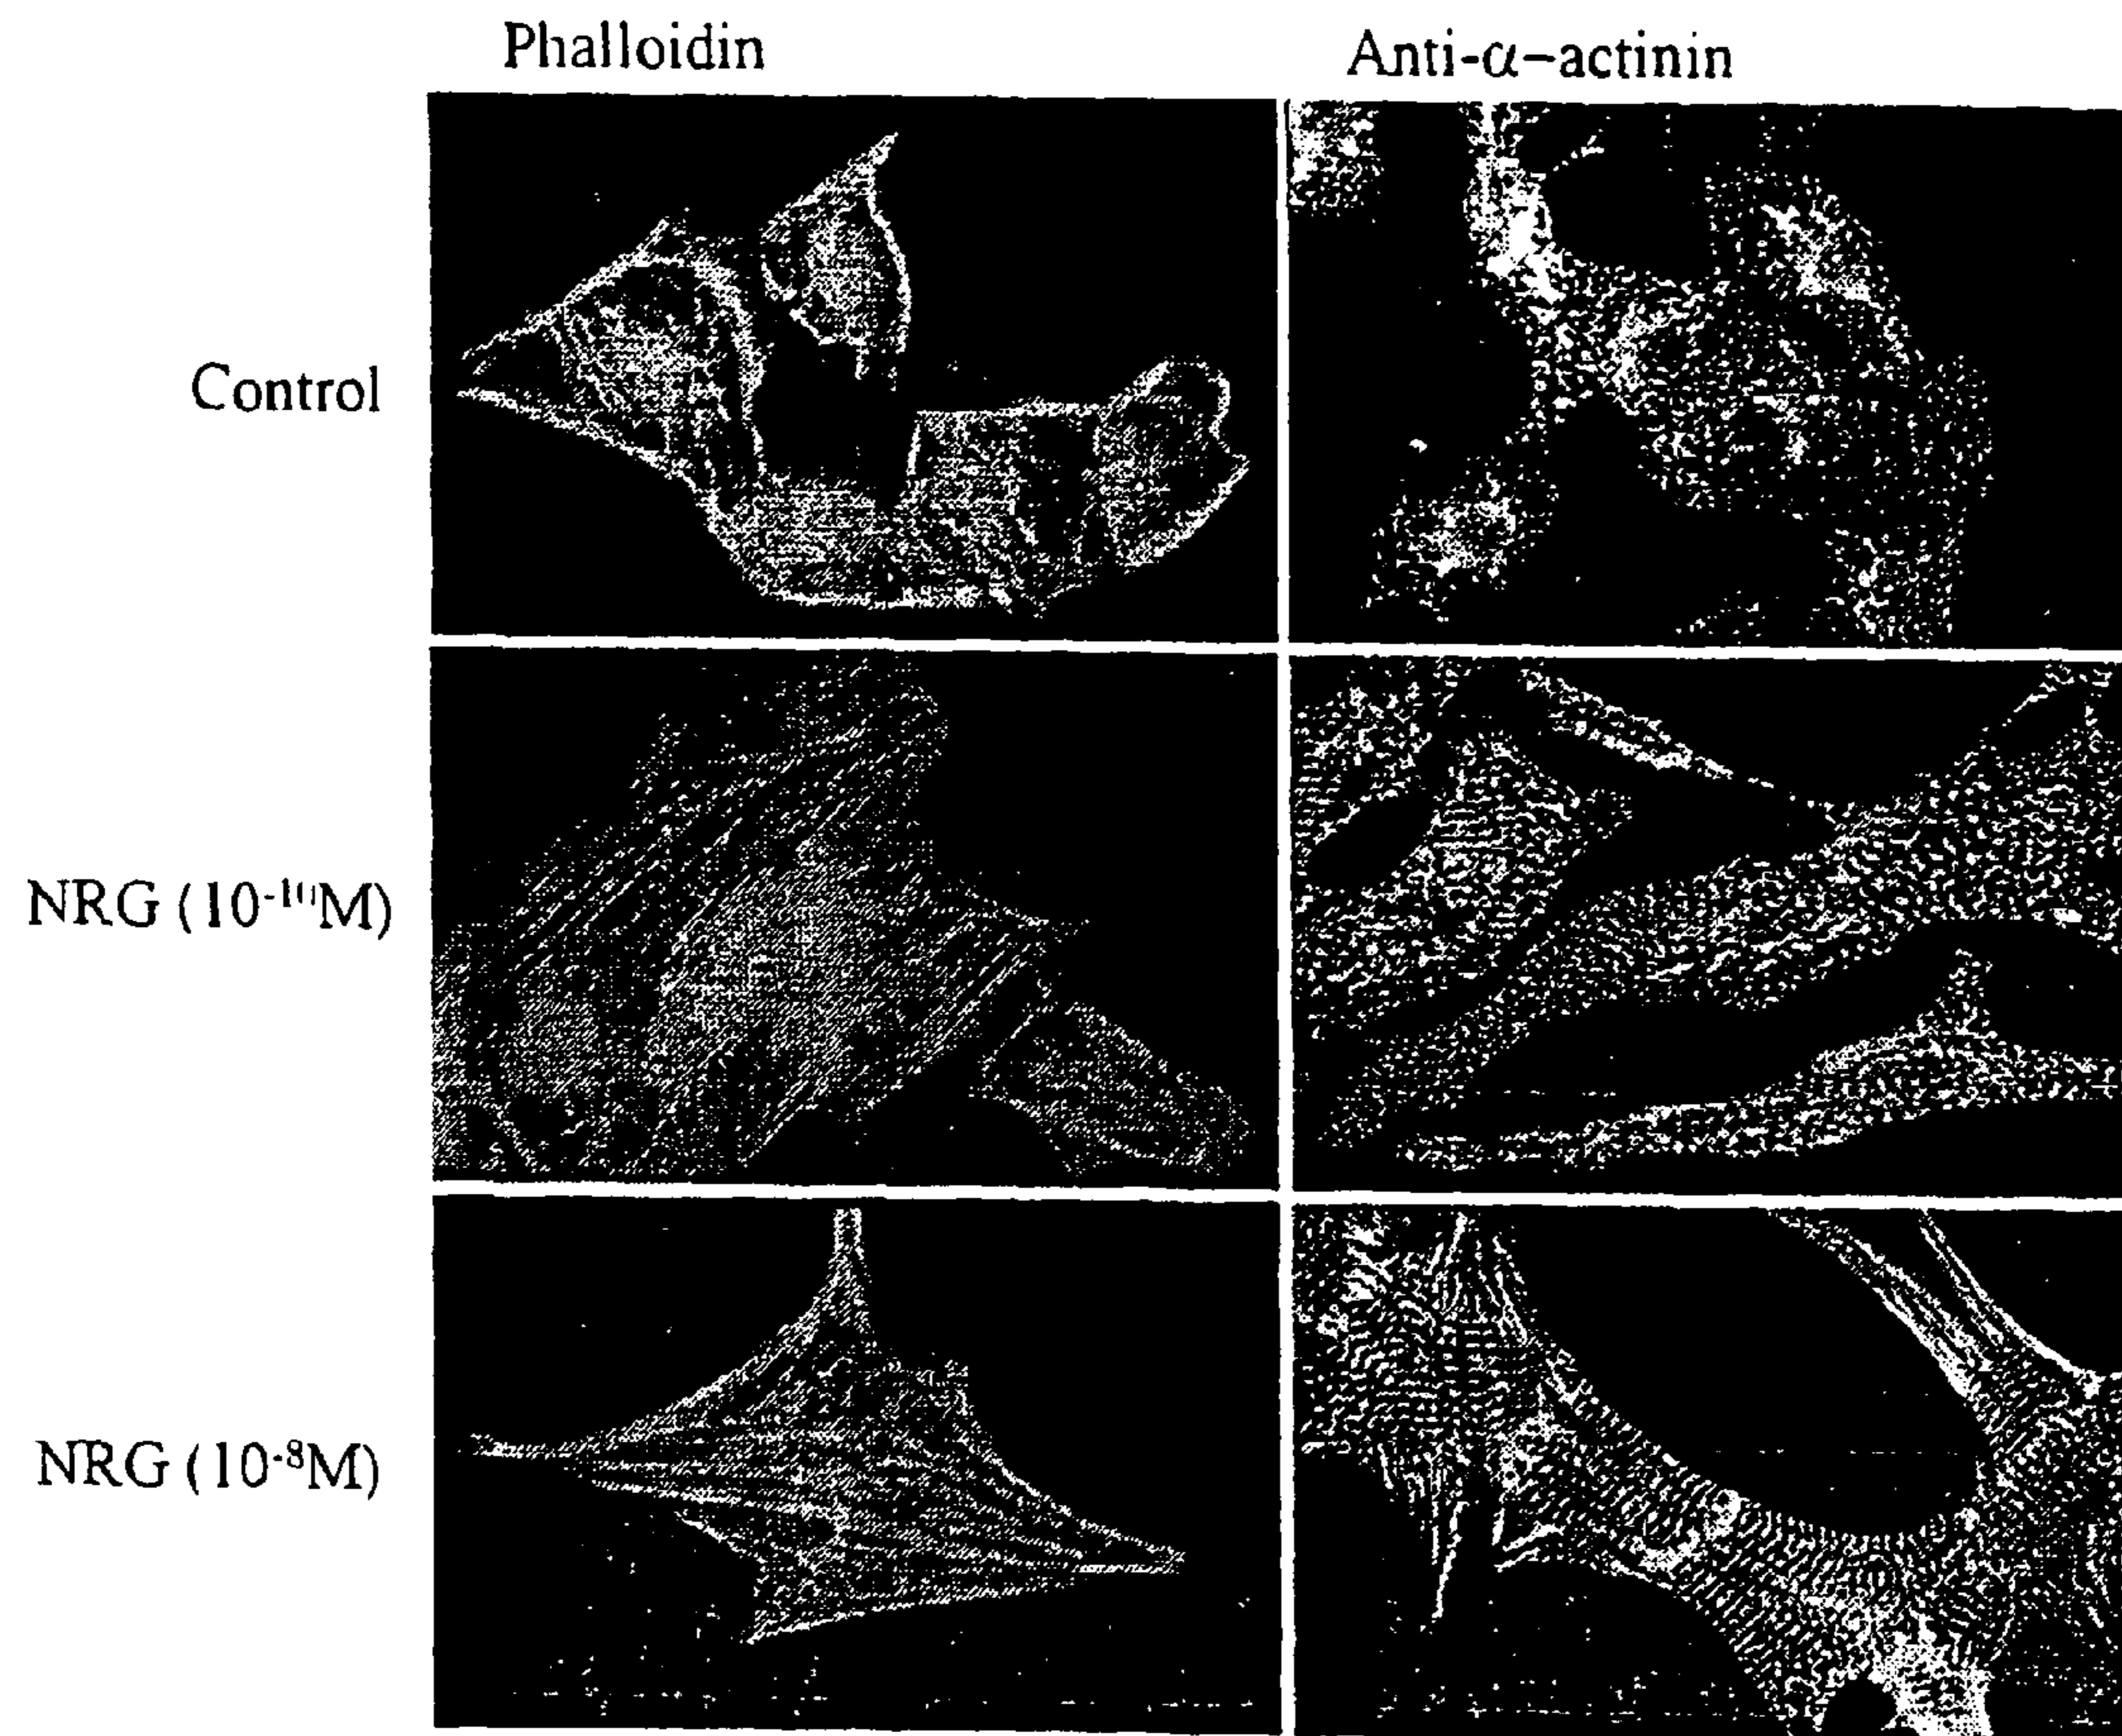 Phalloidin
Anti-α-actinin
Control
NRG (10⁻¹⁰M)
NRG (10⁻⁸M)